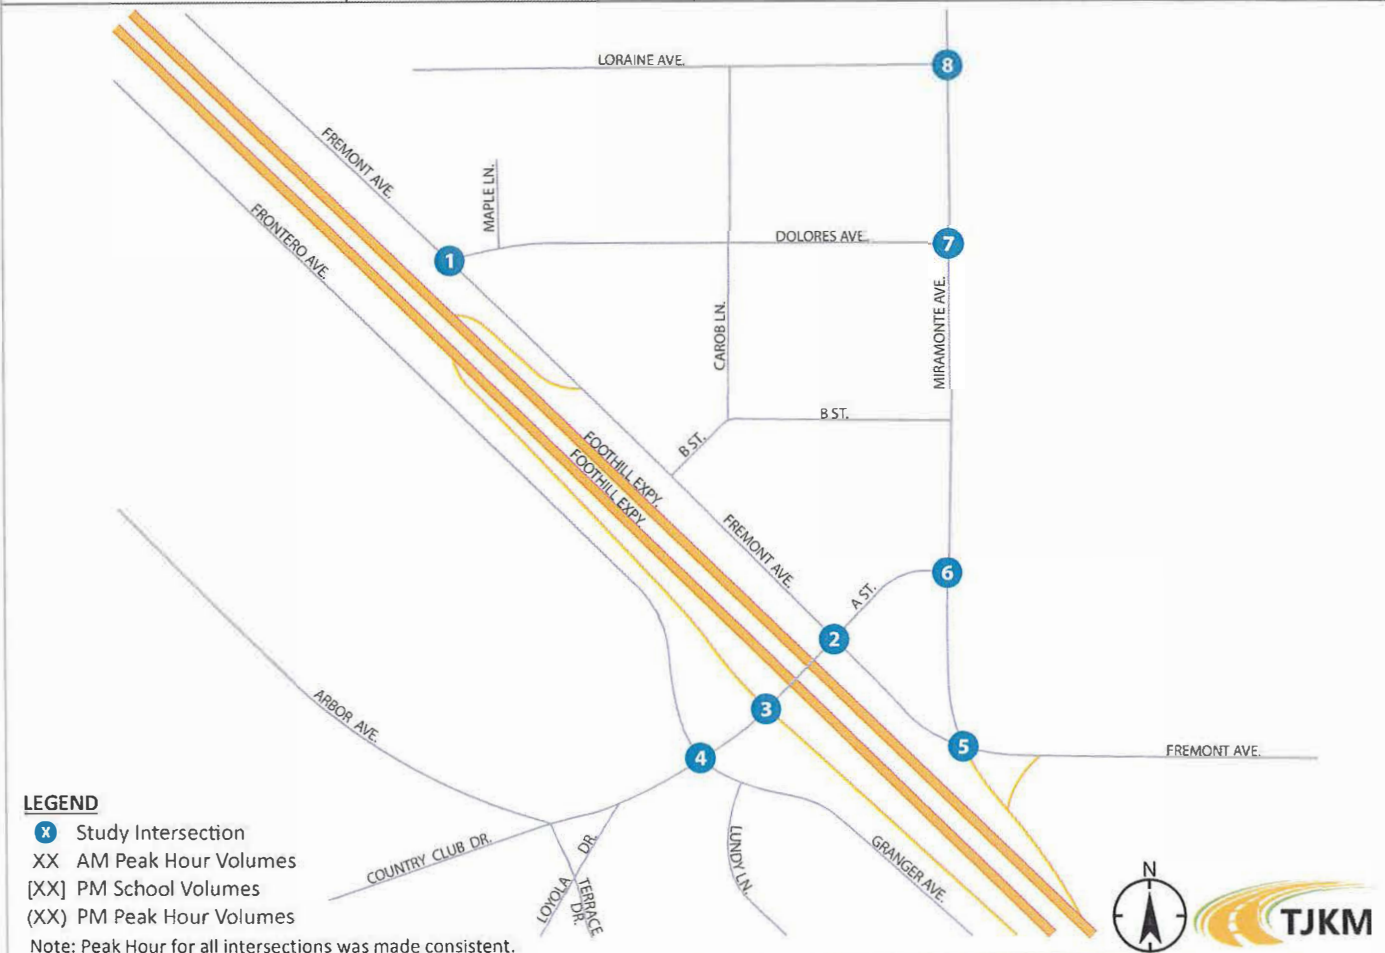 LORAINE AVE.
8
FREMONT AVE.
MAPLE LN.
FRONTERO AVE.
DOLORES AVE.
7
1
MIRAMONTE AVE.
CAROB LN.
B ST.
B ST.
FOOTHILL EXPY.
FOOTHILL EXPY.
FREMONT AVE.
A ST.
6
2
3
ARBOR AVE.
4
5
FREMONT AVE.
COUNTRY CLUB DR.
LOYOLA DR.
TERRACE
DR.
LUNDY LN.
GRANGER AVE.
LEGEND
X Study Intersection
XX AM Peak Hour Volumes
[XX] PM School Volumes
(XX) PM Peak Hour Volumes
Note: Peak Hour for all intersections was made consistent.
N
TJKM